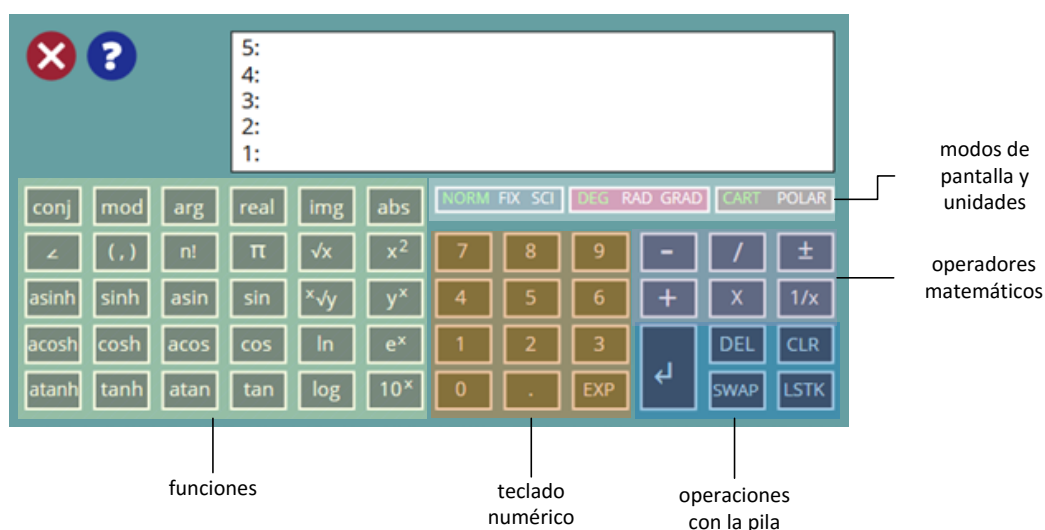 ?
5:
4:
3:
2:
1:
modos de
pantalla y
unidades
conj mod arg real img abs NORM FIX SCI DEG RAD GRAD CART POLAR
∠ (,) n! π √x x² 7 8 9 - / ±
operadores
matemáticos
asinh sinh asin sin ˣ√y yˣ 4 5 6 + X 1/x
acosh cosh acos cos ln eˣ 1 2 3 ↲ DEL CLR
atanh tanh atan tan log 10ˣ 0 . EXP SWAP LSTK
funciones
teclado
numérico
operaciones
con la pila